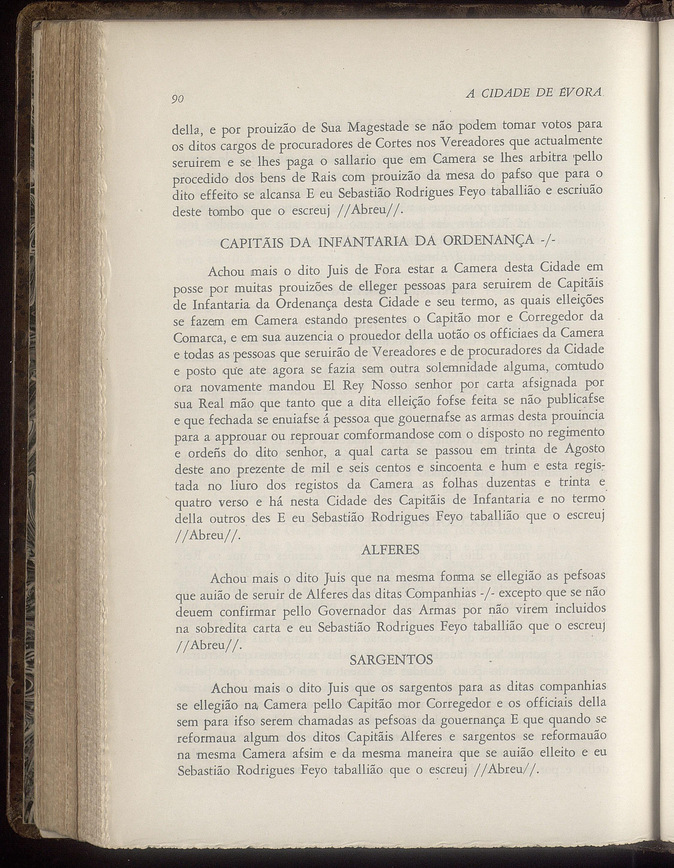 90
A CIDADE DE ÉVORA
della, e por prouizão de Sua Magestade se não podem tomar votos para
os ditos cargos de procuradores de Cortes nos Vereadores que actualmente
seruirem e se lhes paga o sallario que em Camera se lhes arbitra pello
procedido dos bens de Rais com prouizão da mesa do pafso que para o
dito effeito se alcansa E eu Sebastião Rodrigues Feyo taballião e escriuão
deste tombo que o escreuj //Abreu//.
CAPITÃIS DA INFANTARIA DA ORDENANÇA -/-
Achou mais o dito Juis de Fora estar a Camera desta Cidade em
posse por muitas prouizões de elleger pessoas para seruirem de Capitãis
de Infantaria da Ordenança desta Cidade e seu termo, as quais elleições
se fazem em Camera estando presentes o Capitão mor e Corregedor da
Comarca, e em sua auzencia o prouedor della uotão os officiaes da Camera
e todas as pessoas que seruirão de Vereadores e de procuradores da Cidade
e posto que ate agora se fazia sem outra solemnidade alguma, comtudo
ora novamente mandou El Rey Nosso senhor por carta afsignada por
sua Real mão que tanto que a dita elleição fofse feita se não publicafse
e que fechada se enuiafse á pessoa que gouernafse as armas desta prouincia
para a approuar ou reprouar comformandose com o disposto no regimento
e ordeñs do dito senhor, a qual carta se passou em trinta de Agosto
deste ano prezente de mil e seis centos e sincoenta e hum e esta regis-
tada no liuro dos registos da Camera as folhas duzentas e trinta e
quatro verso e há nesta Cidade des Capitãis de Infantaria e no termo
della outros des E eu Sebastião Rodrigues Feyo taballião que o escreuj
//Abreu//.
ALFERES
Achou mais o dito Juis que na mesma forma se ellegião as pefsoas
que auião de seruir de Alferes das ditas Companhias -/- excepto que se não
deuem confirmar pello Governador das Armas por não virem incluidos
na sobredita carta e eu Sebastião Rodrigues Feyo taballião que o escreuj
//Abreu//.
SARGENTOS
Achou mais o dito Juis que os sargentos para as ditas companhias
se ellegião na Camera pello Capitão mor Corregedor e os officiais della
sem para ifso serem chamadas as pefsoas da gouernança E que quando se
reformaua algum dos ditos Capitãis Alferes e sargentos se reformauão
na mesma Camera afsim e da mesma maneira que se auião elleito e eu
Sebastião Rodrigues Feyo taballião que o escreuj //Abreu//.